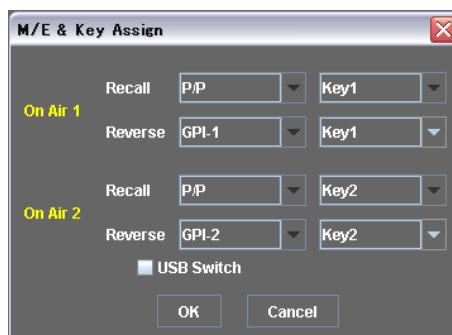 M/E & Key Assign
On Air 1
Recall P/P Key1
Reverse GPI-1 Key1
On Air 2
Recall P/P Key2
Reverse GPI-2 Key2
USB Switch
OK Cancel